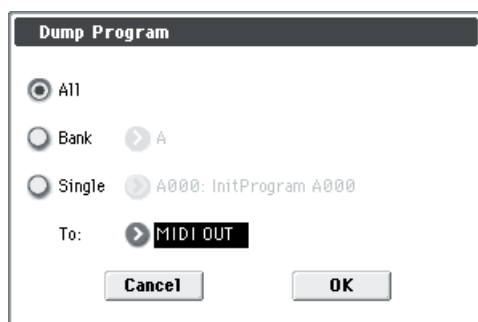 Dump Program
All
Bank A
Single A000: InitProgram A000
To: MIDI OUT
Cancel OK